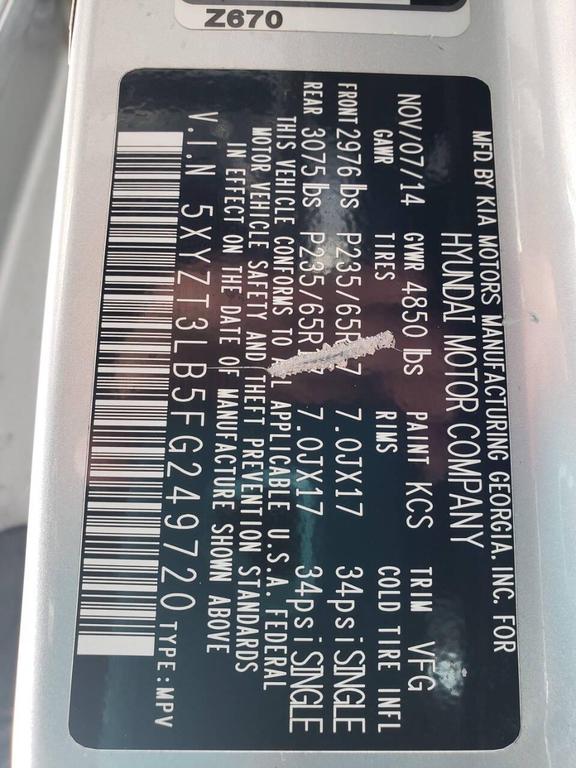 Z670
MFD. BY KIA MOTORS MANUFACTURING GEORGIA, INC. FOR
HYUNDAI MOTOR COMPANY
NOV/07/14 GVWR 4850 lbs PAINT KCS TRIM VFG
GAWR TIRES RIMS COLD TIRE INFL
FRONT 2976 lbs P235/65R17 7.0JX17 34psi SINGLE
REAR 3075 lbs P235/65R17 7.0JX17 34psi SINGLE
THIS VEHICLE CONFORMS TO ALL APPLICABLE U.S.A. FEDERAL
MOTOR VEHICLE SAFETY AND THEFT PREVENTION STANDARDS
IN EFFECT ON THE DATE OF MANUFACTURE SHOWN ABOVE
V.I.N 5XYZT3LB5FG249720 TYPE:MPV